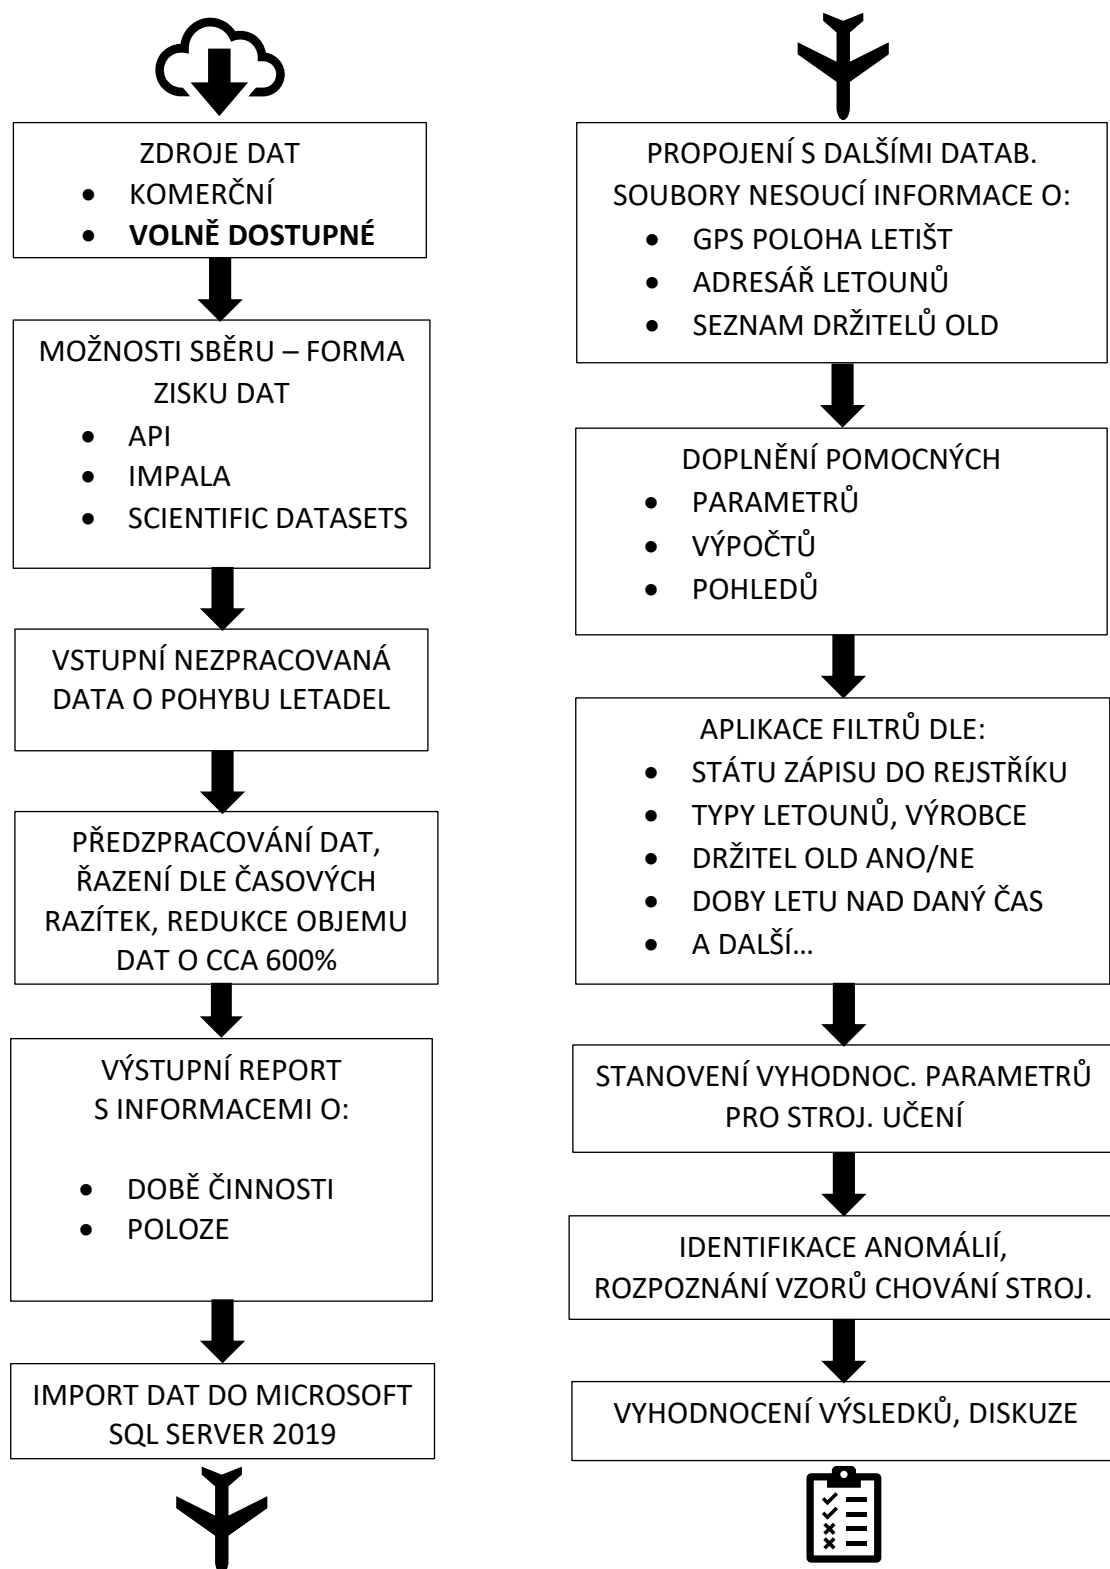 ZDROJE DAT
• KOMERČNÍ
• VOLNĚ DOSTUPNÉ
MOŽNOSTI SBĚRU – FORMA
ZISKU DAT
• API
• IMPALA
• SCIENTIFIC DATASETS
VSTUPNÍ NEZPRACOVANÁ
DATA O POHYBU LETADEL
PŘEDZPRACOVÁNÍ DAT,
ŘAZENÍ DLE ČASOVÝCH
RAZÍTEK, REDUKCE OBJEMU
DAT O CCA 600%
VÝSTUPNÍ REPORT
S INFORMACEMI O:
• DOBĚ ČINNOSTI
• POLOZE
IMPORT DAT DO MICROSOFT
SQL SERVER 2019
PROPOJENÍ S DALŠÍMI DATAB.
SOUBORY NESOUCÍ INFORMACE O:
• GPS POLOHA LETIŠT
• ADRESÁŘ LETOUNŮ
• SEZNAM DRŽITELŮ OLD
DOPLNĚNÍ POMOCNÝCH
• PARAMETRŮ
• VÝPOČTŮ
• POHLEDŮ
APLIKACE FILTRŮ DLE:
• STÁTU ZÁPISU DO REJSTŘÍKU
• TYPY LETOUNŮ, VÝROBCE
• DRŽITEL OLD ANO/NE
• DOBY LETU NAD DANÝ ČAS
• A DALŠÍ...
STANOVENÍ VYHODNOC. PARAMETRŮ
PRO STROJ. UČENÍ
IDENTIFIKACE ANOMÁLIÍ,
ROZPOZNÁNÍ VZORŮ CHOVÁNÍ STROJ.
VYHODNOCENÍ VÝSLEDKŮ, DISKUZE